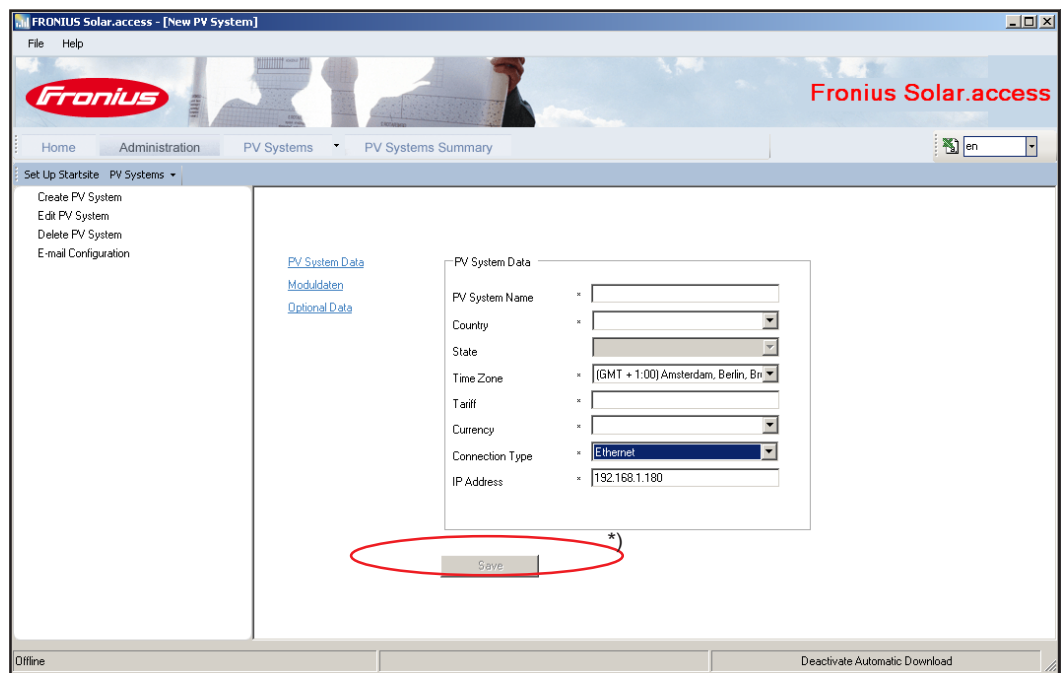 FRONIUS Solar.access - [New PV System]
File Help
Fronius
Fronius Solar.access
Home Administration PV Systems PV Systems Summary en
Set Up Startsite PV Systems
Create PV System
Edit PV System
Delete PV System
E-mail Configuration
PV System Data
Moduldaten
Optional Data
PV System Data
PV System Name *
Country *
State
Time Zone * (GMT + 1:00) Amsterdam, Berlin, Br
Tariff *
Currency *
Connection Type * Ethernet
IP Address * 192.168.1.180
*)
Save
Offline Deactivate Automatic Download